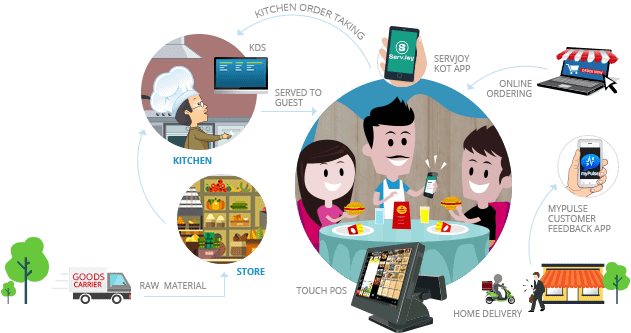 KITCHEN ORDER TAKING
KDS
S
ServJoy
SERVJOY
KOT APP
ONLINE
ORDERING
SERVED TO
GUEST
KITCHEN
myPulse
MYPULSE
CUSTOMER
FEEDBACK APP
STORE
GOODS
CARRIER
RAW MATERIAL
TOUCH POS
HOME DELIVERY